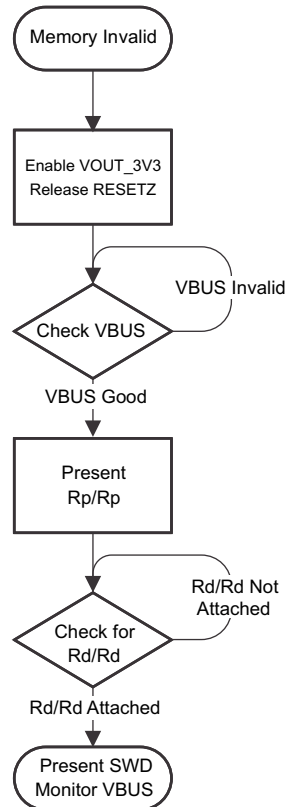 Memory Invalid
Enable VOUT_3V3
Release RESETZ
VBUS Invalid
Check VBUS
VBUS Good
Present
Rp/Rp
Rd/Rd Not
Attached
Check for
Rd/Rd
Rd/Rd Attached
Present SWD
Monitor VBUS